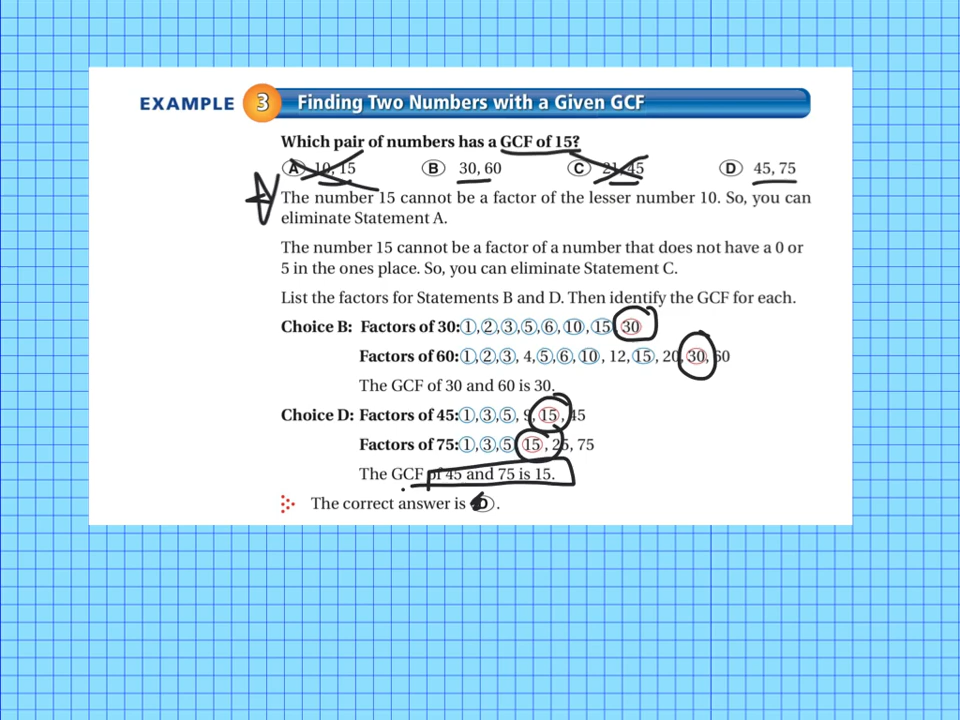 EXAMPLE 3 Finding Two Numbers with a Given GCF
Which pair of numbers has a GCF of 15?
A 10, 15 B 30, 60 C 21, 45 D 45, 75
The number 15 cannot be a factor of the lesser number 10. So, you can
eliminate Statement A.
The number 15 cannot be a factor of a number that does not have a 0 or
5 in the ones place. So, you can eliminate Statement C.
List the factors for Statements B and D. Then identify the GCF for each.
Choice B: Factors of 30: 1, 2, 3, 5, 6, 10, 15, 30
Factors of 60: 1, 2, 3, 4, 5, 6, 10, 12, 15, 20, 30, 60
The GCF of 30 and 60 is 30.
Choice D: Factors of 45: 1, 3, 5, 9, 15, 45
Factors of 75: 1, 3, 5, 15, 25, 75
The GCF of 45 and 75 is 15.
The correct answer is D.